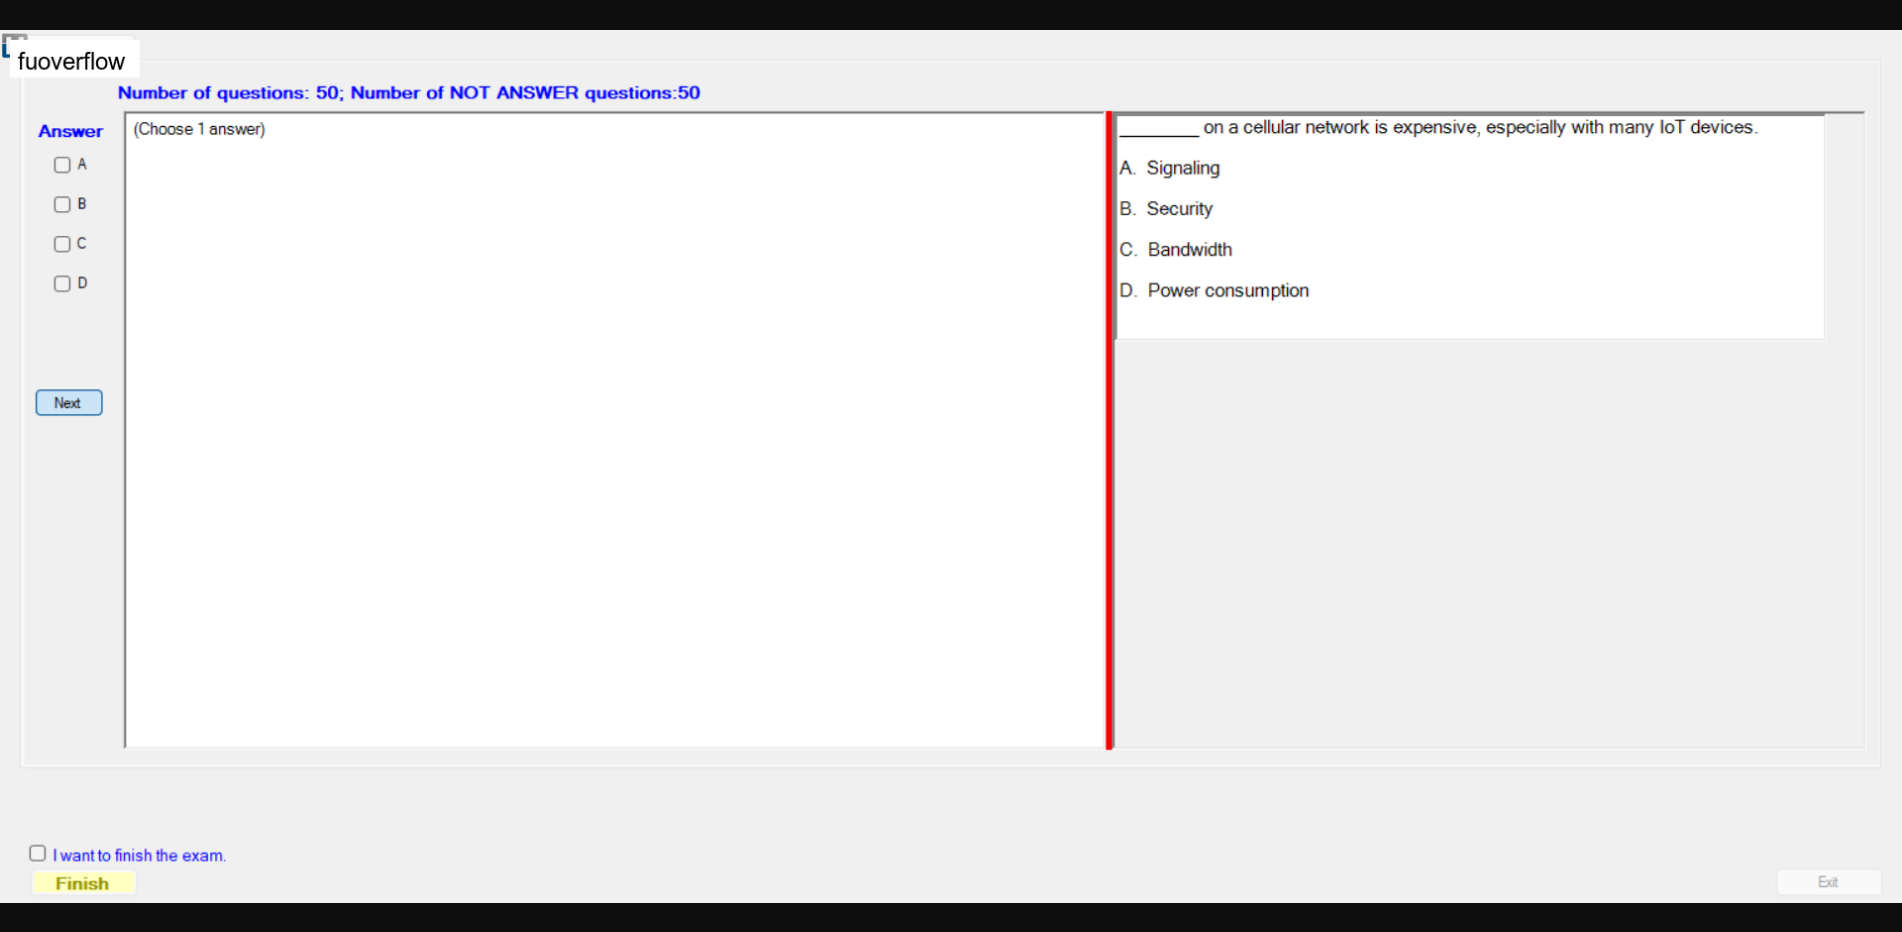 fuoverflow
Number of questions: 50; Number of NOT ANSWER questions:50
Answer
(Choose 1 answer)
A
B
C
D
Next
________ on a cellular network is expensive, especially with many IoT devices.
A. Signaling
B. Security
C. Bandwidth
D. Power consumption
I want to finish the exam.
Finish
Exit